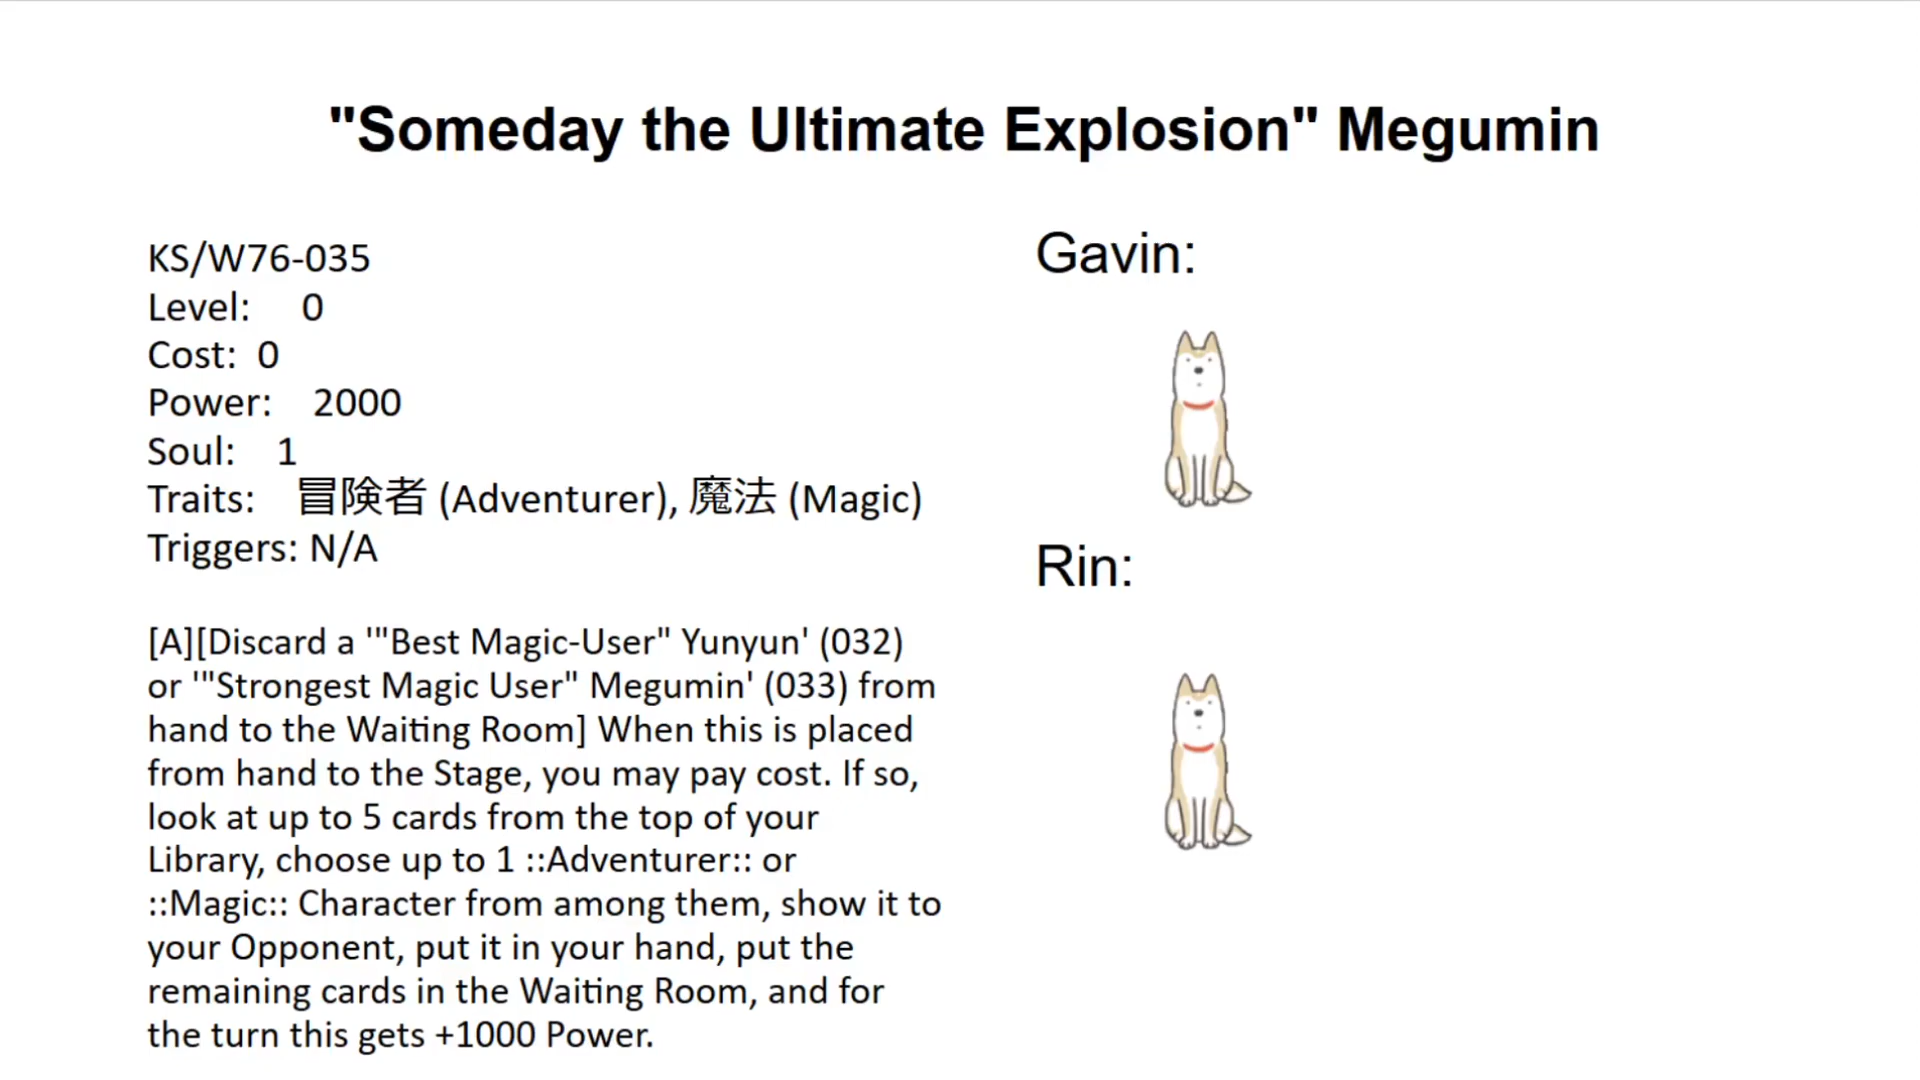 "Someday the Ultimate Explosion" Megumin
KS/W76-035
Level: 0
Cost: 0
Power: 2000
Soul: 1
Traits: 冒険者 (Adventurer), 魔法 (Magic)
Triggers: N/A
[A][Discard a '"Best Magic-User" Yunyun' (032)
or '"Strongest Magic User" Megumin' (033) from
hand to the Waiting Room] When this is placed
from hand to the Stage, you may pay cost. If so,
look at up to 5 cards from the top of your
Library, choose up to 1 ::Adventurer:: or
::Magic:: Character from among them, show it to
your Opponent, put it in your hand, put the
remaining cards in the Waiting Room, and for
the turn this gets +1000 Power.
Gavin:
Rin: